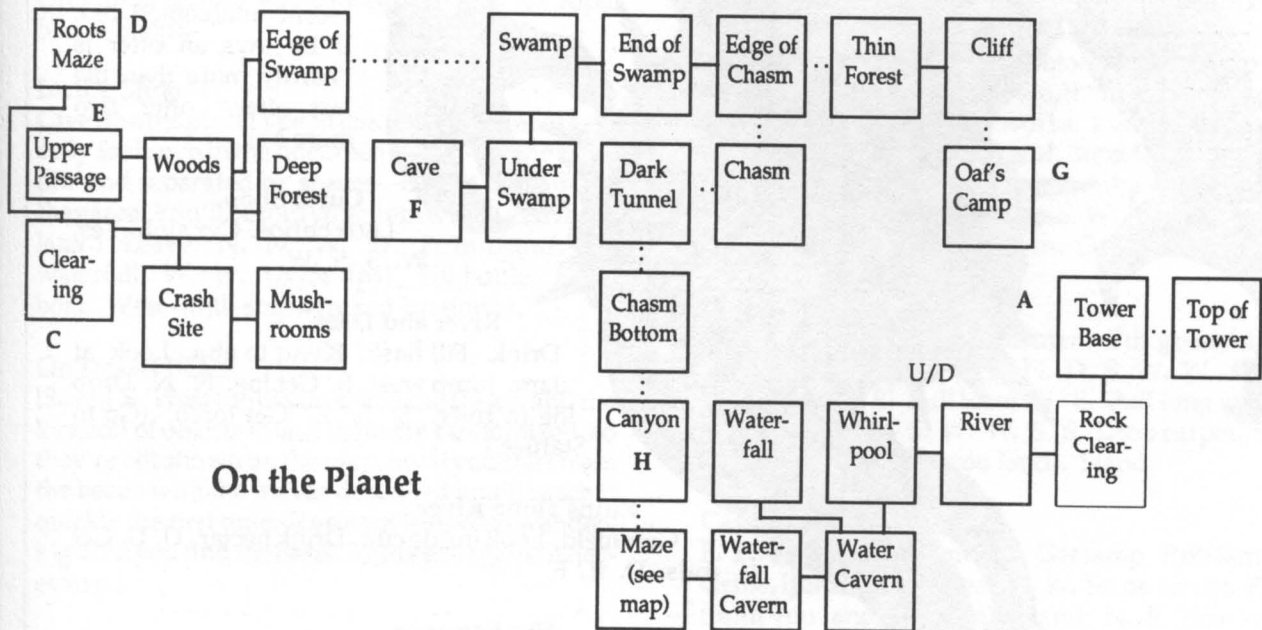 Roots
Maze
D
Edge of
Swamp
Swamp
End of
Swamp
Edge of
Chasm
Thin
Forest
Cliff
E
Upper
Passage
Woods
Deep
Forest
Cave
F
Under
Swamp
Dark
Tunnel
Chasm
Oaf's
Camp
G
Clear-
ing
C
Crash
Site
Mush-
rooms
Chasm
Bottom
A
Tower
Base
Top of
Tower
U/D
Canyon
H
Water-
fall
Whirl-
pool
River
Rock
Clear-
ing
On the Planet
Maze
(see
map)
Water-
fall
Cavern
Water
Cavern